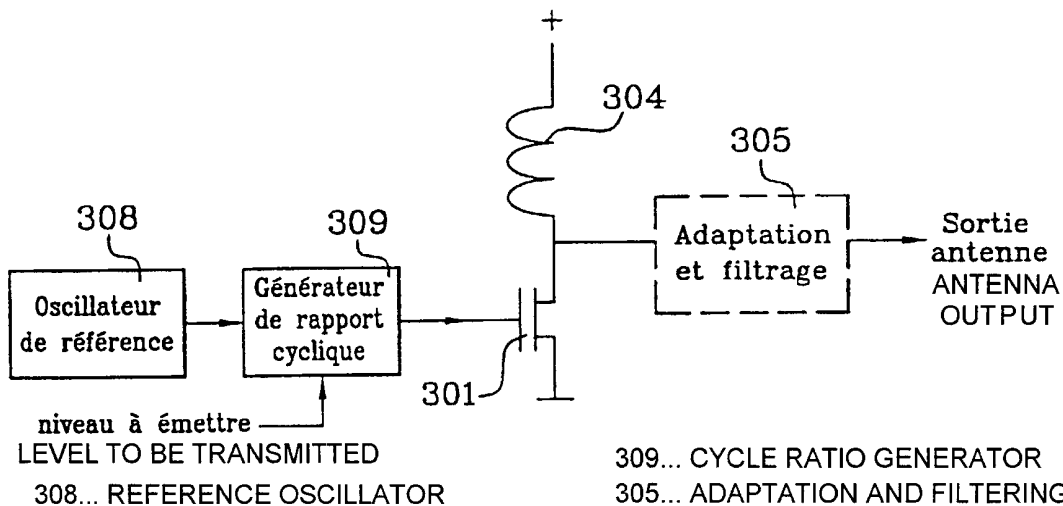 +
304
305
308
309
Oscillateur
de référence
Générateur
de rapport
cyclique
Adaptation
et filtrage
Sortie
antenne
ANTENNA
OUTPUT
301
niveau à émettre
LEVEL TO BE TRANSMITTED
308... REFERENCE OSCILLATOR
309... CYCLE RATIO GENERATOR
305... ADAPTATION AND FILTERING